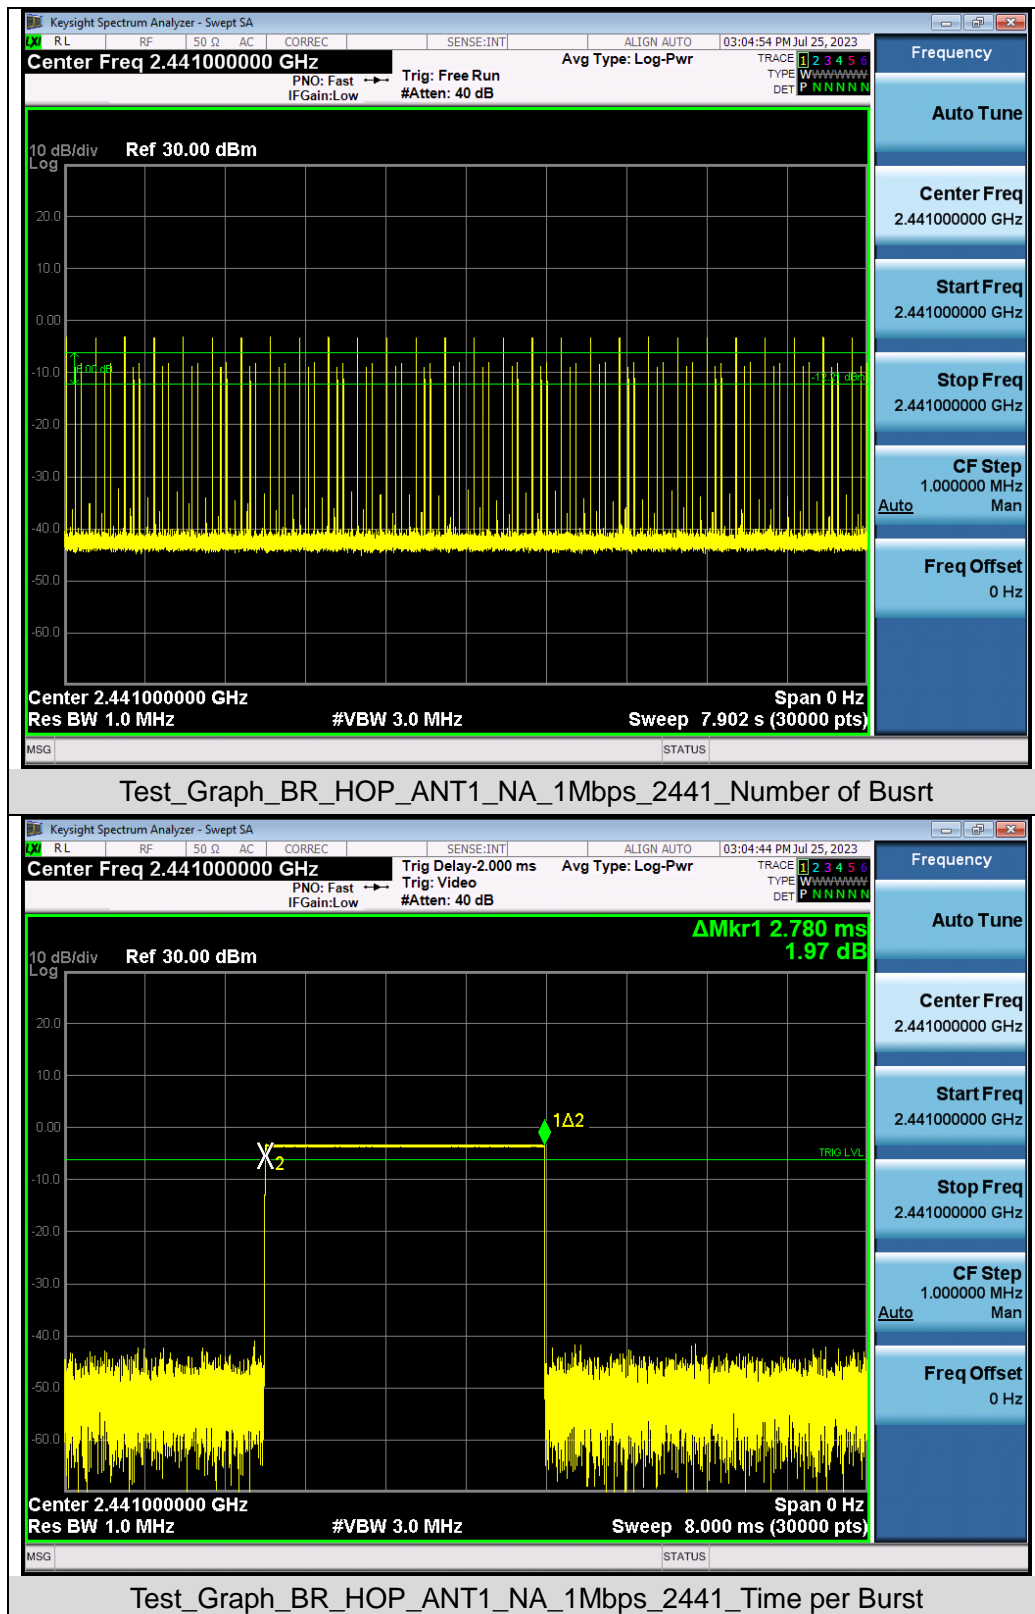 Keysight Spectrum Analyzer - Swept SA
LXI RL RF 50 Ω AC CORREC SENSE:INT ALIGN AUTO 03:04:54 PM Jul 25, 2023
Center Freq 2.441000000 GHz
PNO: Fast
IFGain:Low
Trig: Free Run
#Atten: 40 dB
Avg Type: Log-Pwr
TRACE 1 2 3 4 5 6
TYPE WWWWWW
DET P N N N N N
Frequency
Auto Tune
Center Freq
2.441000000 GHz
Start Freq
2.441000000 GHz
Stop Freq
2.441000000 GHz
CF Step
1.000000 MHz
Auto Man
Freq Offset
0 Hz
10 dB/div Ref 30.00 dBm
Log
20.0
10.0
0.00
-10.0
-20.0
-30.0
-40.0
-50.0
-60.0
Center 2.441000000 GHz Span 0 Hz
Res BW 1.0 MHz #VBW 3.0 MHz Sweep 7.902 s (30000 pts)
MSG STATUS
Test_Graph_BR_HOP_ANT1_NA_1Mbps_2441_Number of Busrt
Keysight Spectrum Analyzer - Swept SA
LXI RL RF 50 Ω AC CORREC SENSE:INT ALIGN AUTO 03:04:44 PM Jul 25, 2023
Center Freq 2.441000000 GHz
PNO: Fast
IFGain:Low
Trig Delay-2.000 ms
Trig: Video
#Atten: 40 dB
Avg Type: Log-Pwr
TRACE 1 2 3 4 5 6
TYPE WWWWWW
DET P N N N N N
Frequency
Auto Tune
Center Freq
2.441000000 GHz
Start Freq
2.441000000 GHz
Stop Freq
2.441000000 GHz
CF Step
1.000000 MHz
Auto Man
Freq Offset
0 Hz
ΔMkr1 2.780 ms
1.97 dB
10 dB/div Ref 30.00 dBm
Log
20.0
10.0
0.00
-10.0
-20.0
-30.0
-40.0
-50.0
-60.0
1Δ2
2
TRIG LVL
Center 2.441000000 GHz Span 0 Hz
Res BW 1.0 MHz #VBW 3.0 MHz Sweep 8.000 ms (30000 pts)
MSG STATUS
Test_Graph_BR_HOP_ANT1_NA_1Mbps_2441_Time per Burst